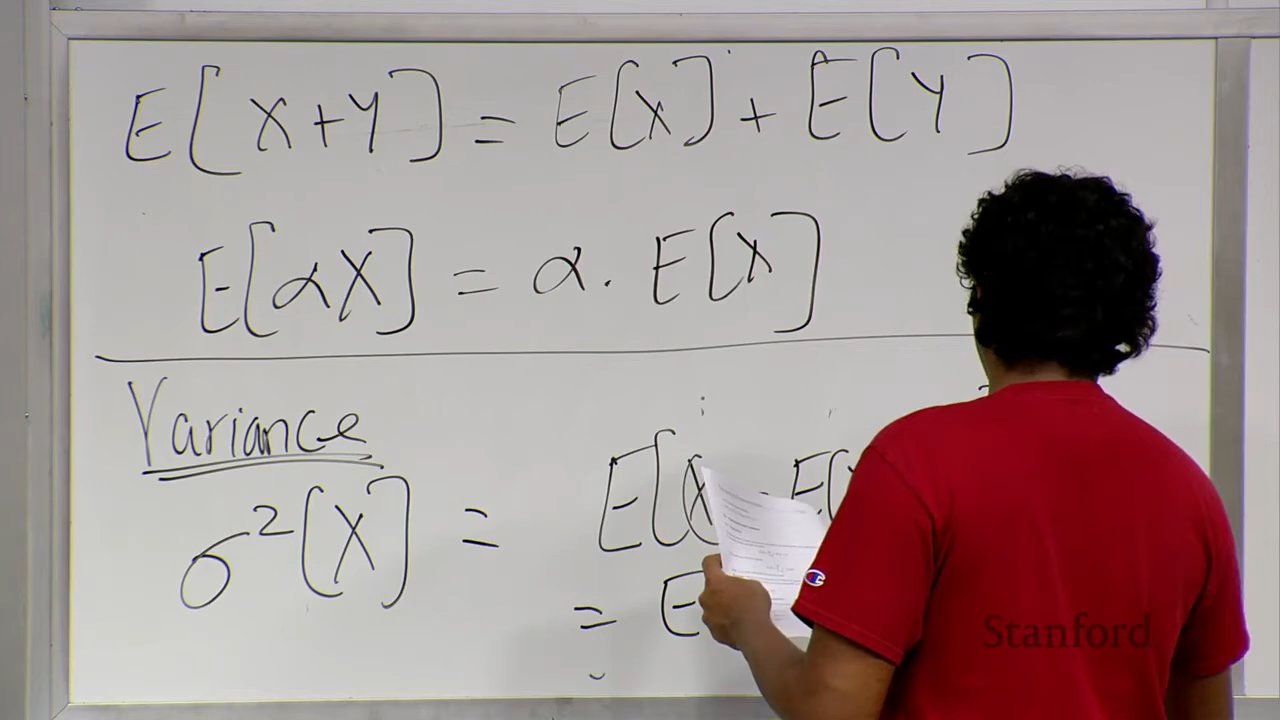 E[X+Y] = E[X] + E[Y]
E[αX] = α. E[X]
Variance
σ²[X] = E[(X - E(
= E
Stanford